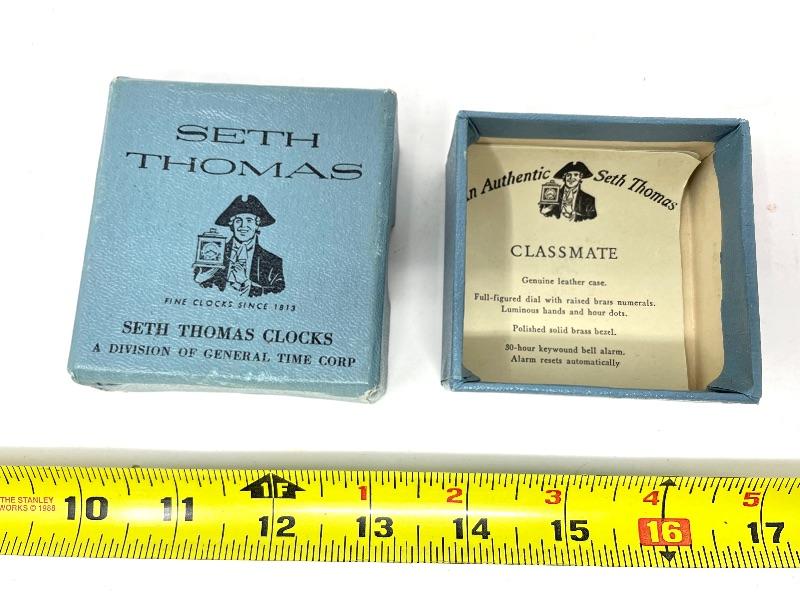 SETH
THOMAS
FINE CLOCKS SINCE 1813
SETH THOMAS CLOCKS
A DIVISION OF GENERAL TIME CORP
An Authentic Seth Thomas
CLASSMATE
Genuine leather case.
Full-figured dial with raised brass numerals.
Luminous hands and hour dots.
Polished solid brass bezel.
30-hour keywound bell alarm.
Alarm resets automatically
THE STANLEY
WORKS © 1988
1F 1 2 3 4 5
10 11 12 13 14 15 16 17